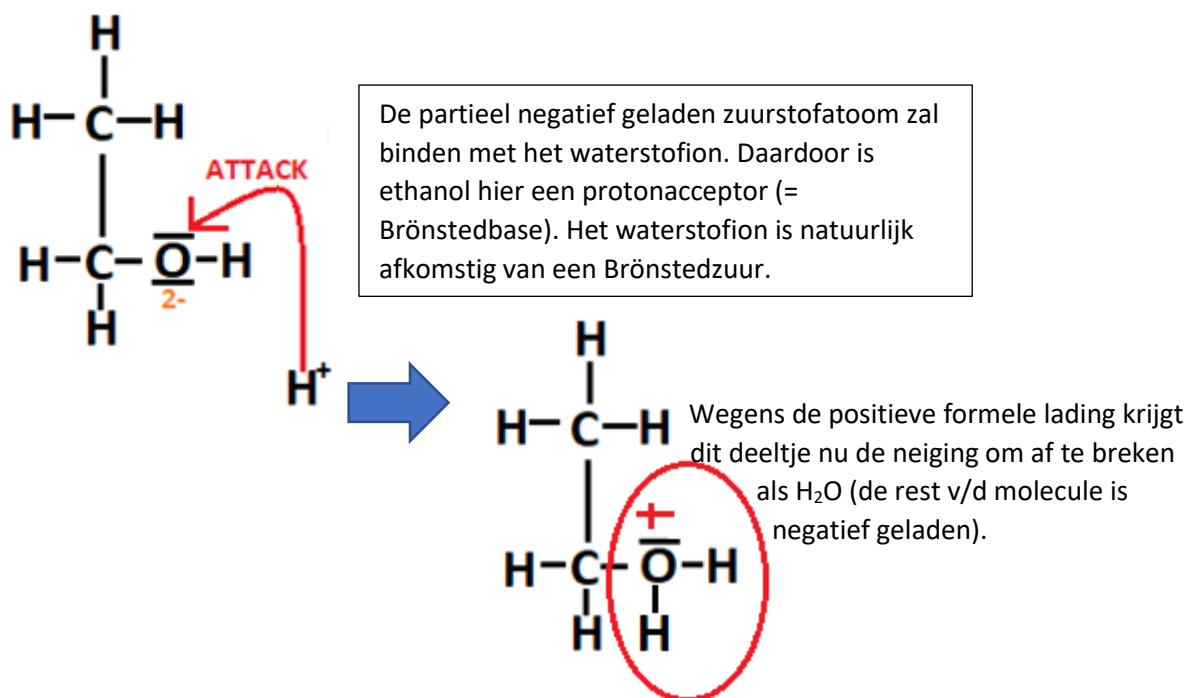 H
H–C–H
ATTACK
H–C–O–H
2-
H
H+
De partieel negatief geladen zuurstofatoom zal
binden met het waterstofion. Daardoor is
ethanol hier een protonacceptor (=
Brönstedbase). Het waterstofion is natuurlijk
afkomstig van een Brönstedzuur.
H
H–C–H
+
H–C–O–H
H H
Wegens de positieve formele lading krijgt
dit deeltje nu de neiging om af te breken
als H₂O (de rest v/d molecule is
negatief geladen).